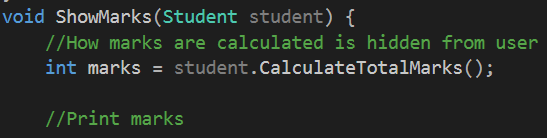 void ShowMarks(Student student) {
//How marks are calculated is hidden from user
int marks = student.CalculateTotalMarks();
//Print marks